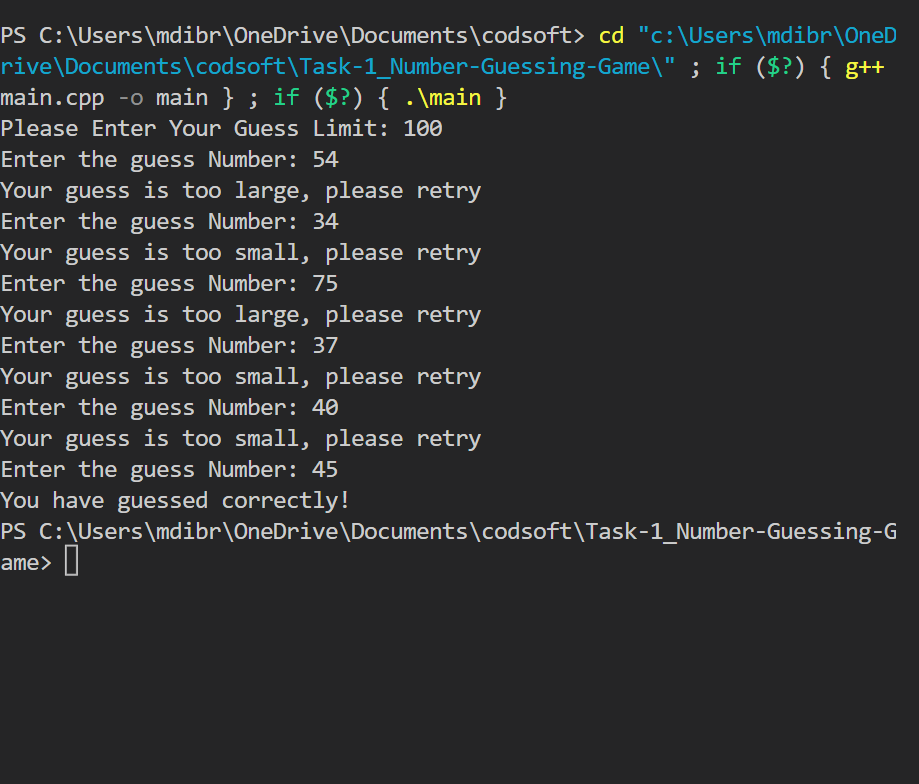 PS C:\Users\mdibr\OneDrive\Documents\codsoft> cd "c:\Users\mdibr\OneD
rive\Documents\codsoft\Task-1_Number-Guessing-Game\" ; if ($?) { g++
main.cpp -o main } ; if ($?) { .\main }
Please Enter Your Guess Limit: 100
Enter the guess Number: 54
Your guess is too large, please retry
Enter the guess Number: 34
Your guess is too small, please retry
Enter the guess Number: 75
Your guess is too large, please retry
Enter the guess Number: 37
Your guess is too small, please retry
Enter the guess Number: 40
Your guess is too small, please retry
Enter the guess Number: 45
You have guessed correctly!
PS C:\Users\mdibr\OneDrive\Documents\codsoft\Task-1_Number-Guessing-G
ame>